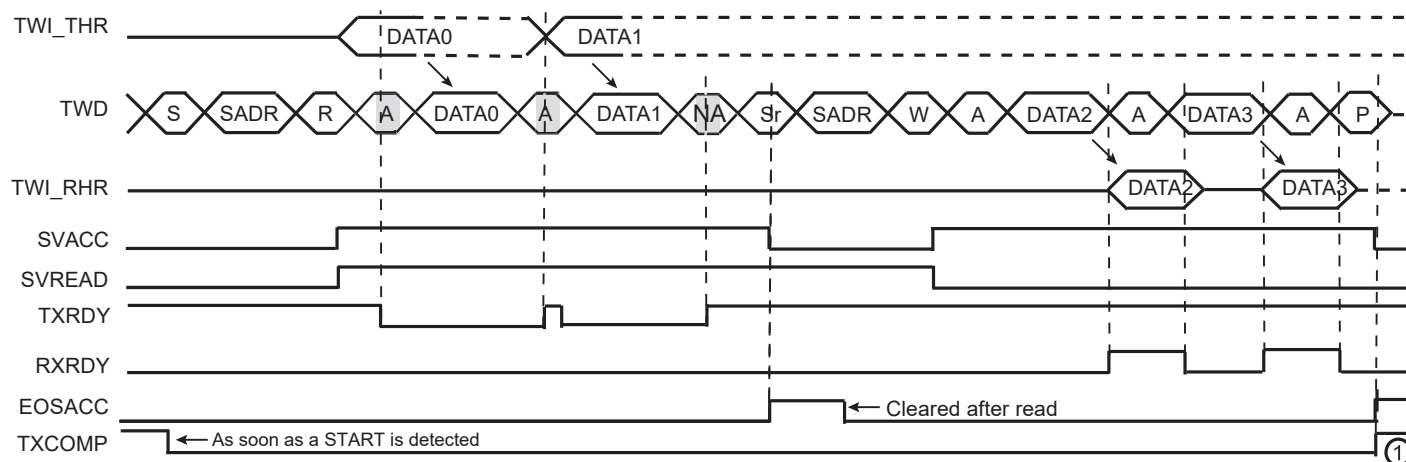 TWI_THR DATA0 DATA1
TWD S SADR R A DATA0 A DATA1 NA Sr SADR W A DATA2 A DATA3 A P
TWI_RHR DATA2 DATA3
SVACC
SVREAD
TXRDY
RXRDY
EOSACC Cleared after read
TXCOMP As soon as a START is detected 1